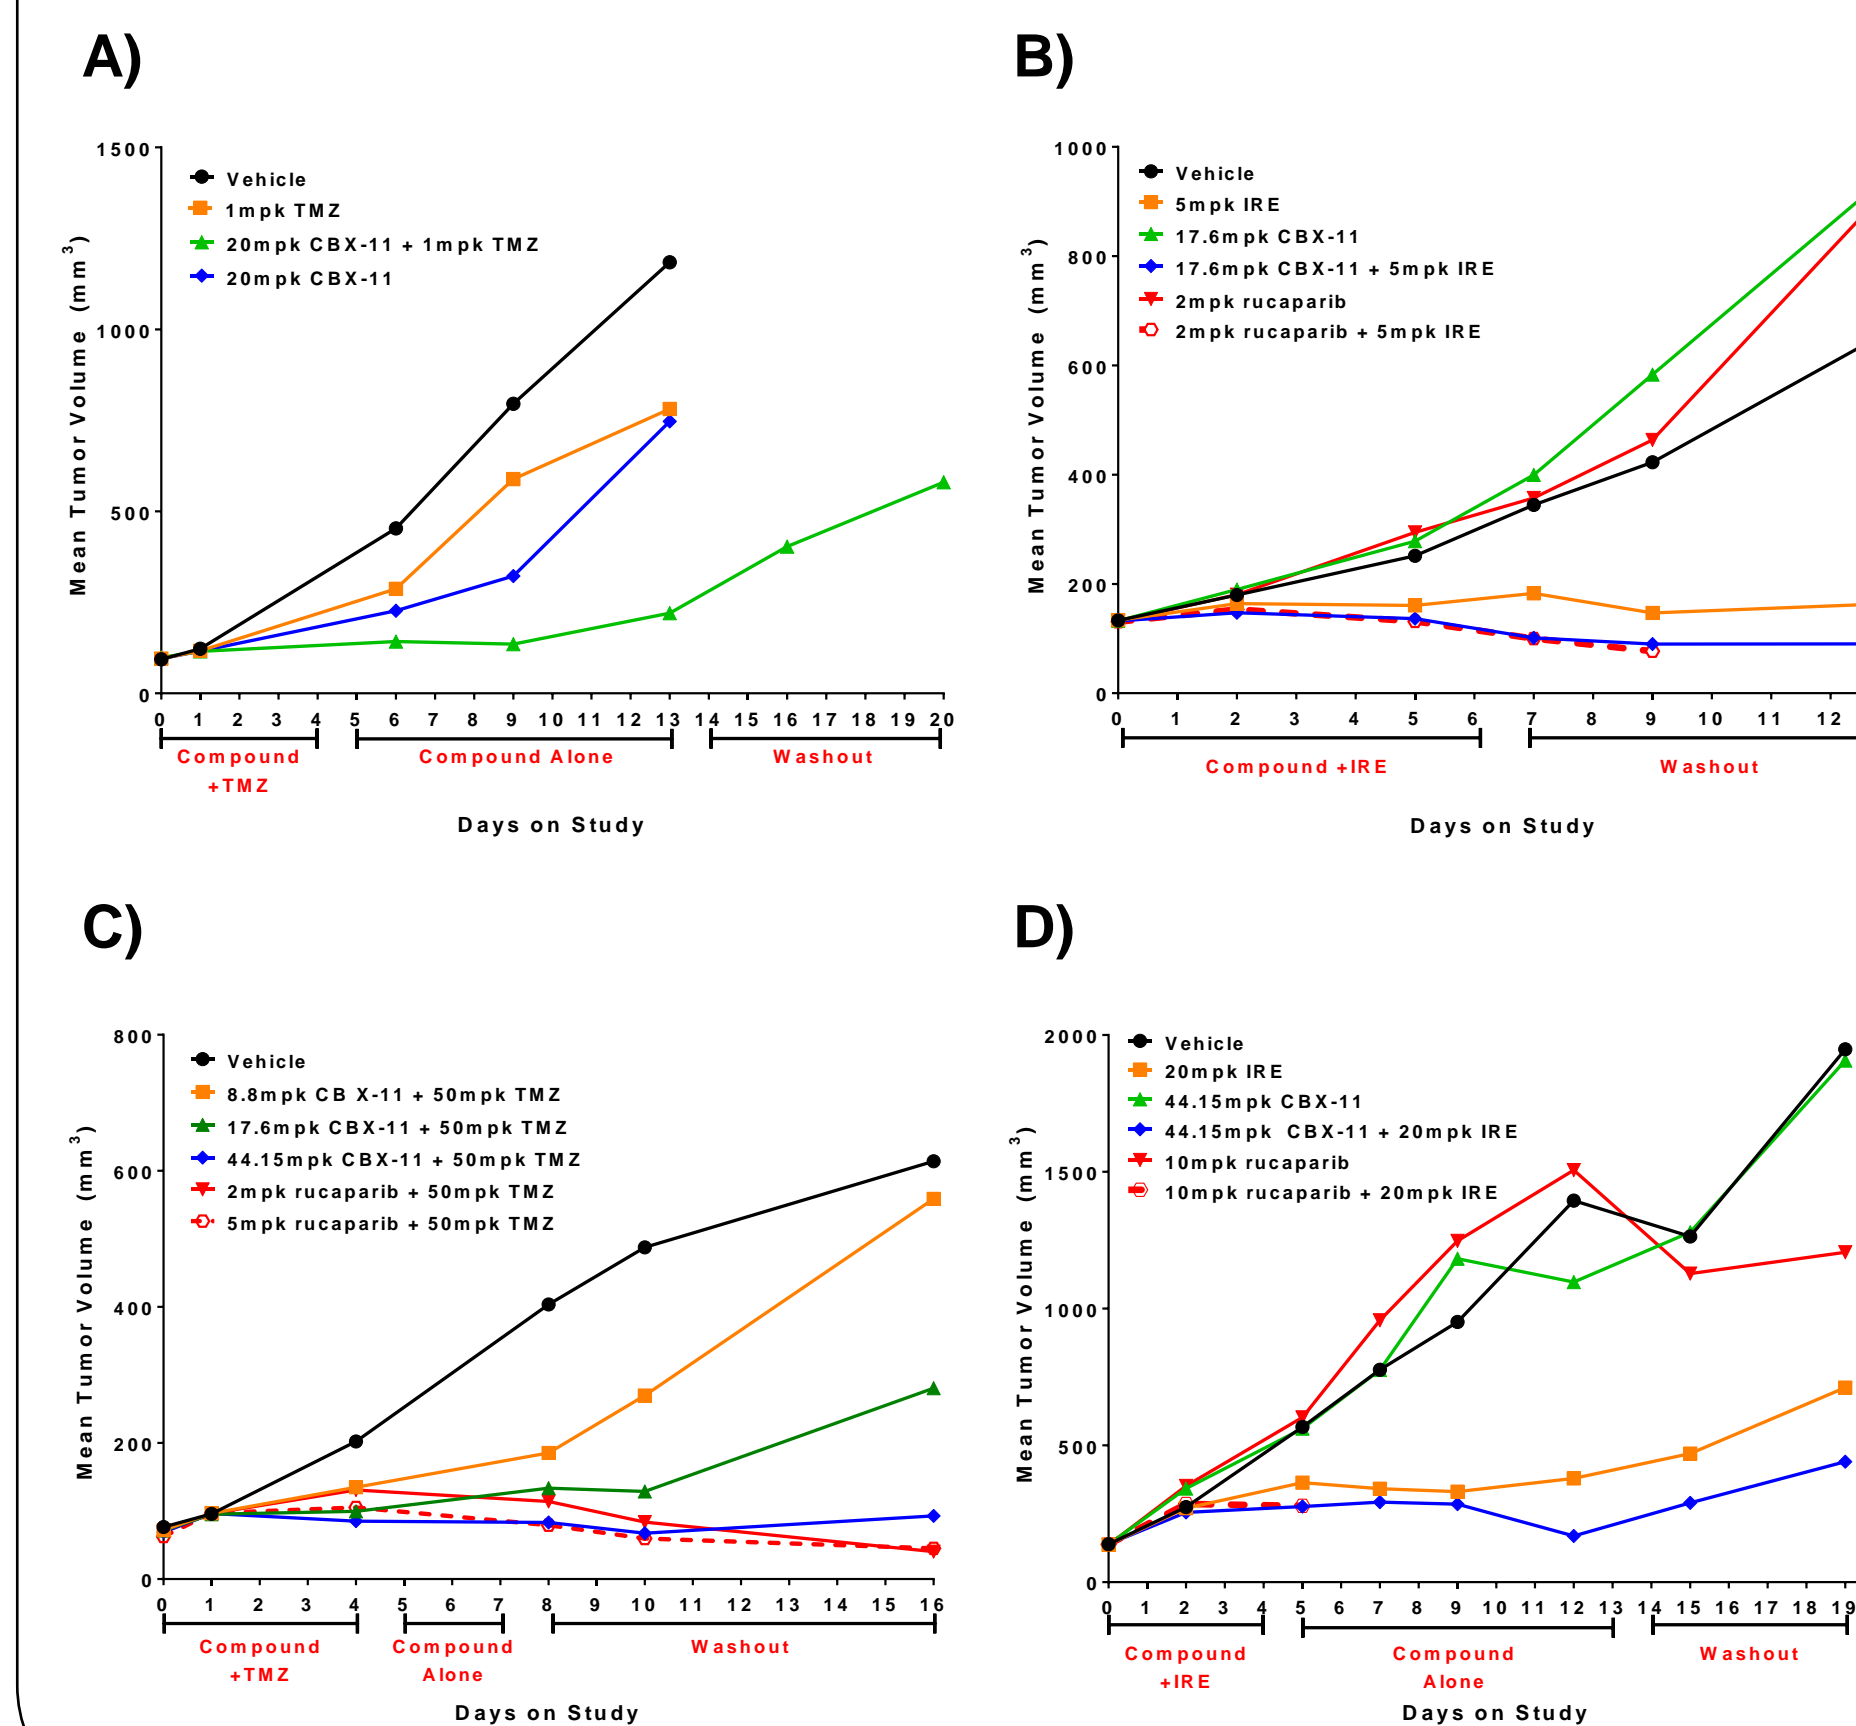 A)
1500
1000
500
0
Mean Tumor Volume (mm3)
Vehicle
1mpk TMZ
20mpk CBX-11 + 1mpk TMZ
20mpk CBX-11
0 1 2 3 4 5 6 7 8 9 10 11 12 13 14 15 16 17 18 19 20
Compound Compound Alone Washout
+TMZ
Days on Study
B)
1000
800
600
400
200
0
Mean Tumor Volume (mm3)
Vehicle
5mpk IRE
17.6mpk CBX-11
17.6mpk CBX-11 + 5mpk IRE
2mpk rucaparib
2mpk rucaparib + 5mpk IRE
0 1 2 3 4 5 6 7 8 9 10 11 12
Compound +IRE Washout
Days on Study
C)
800
600
400
200
0
Mean Tumor Volume (mm3)
Vehicle
8.8mpk CB X-11 + 50mpk TMZ
17.6mpk CBX-11 + 50mpk TMZ
44.15mpk CBX-11 + 50mpk TMZ
2mpk rucaparib + 50mpk TMZ
5mpk rucaparib + 50mpk TMZ
0 1 2 3 4 5 6 7 8 9 10 11 12 13 14 15 16
Compound Compound Washout
+TMZ Alone
Days on Study
D)
2000
1500
1000
500
0
Mean Tumor Volume (mm3)
Vehicle
20mpk IRE
44.15mpk CBX-11
44.15mpk CBX-11 + 20mpk IRE
10mpk rucaparib
10mpk rucaparib + 20mpk IRE
0 1 2 3 4 5 6 7 8 9 10 11 12 13 14 15 16 17 18 19
Compound Compound Washout
+IRE Alone
Days on Study